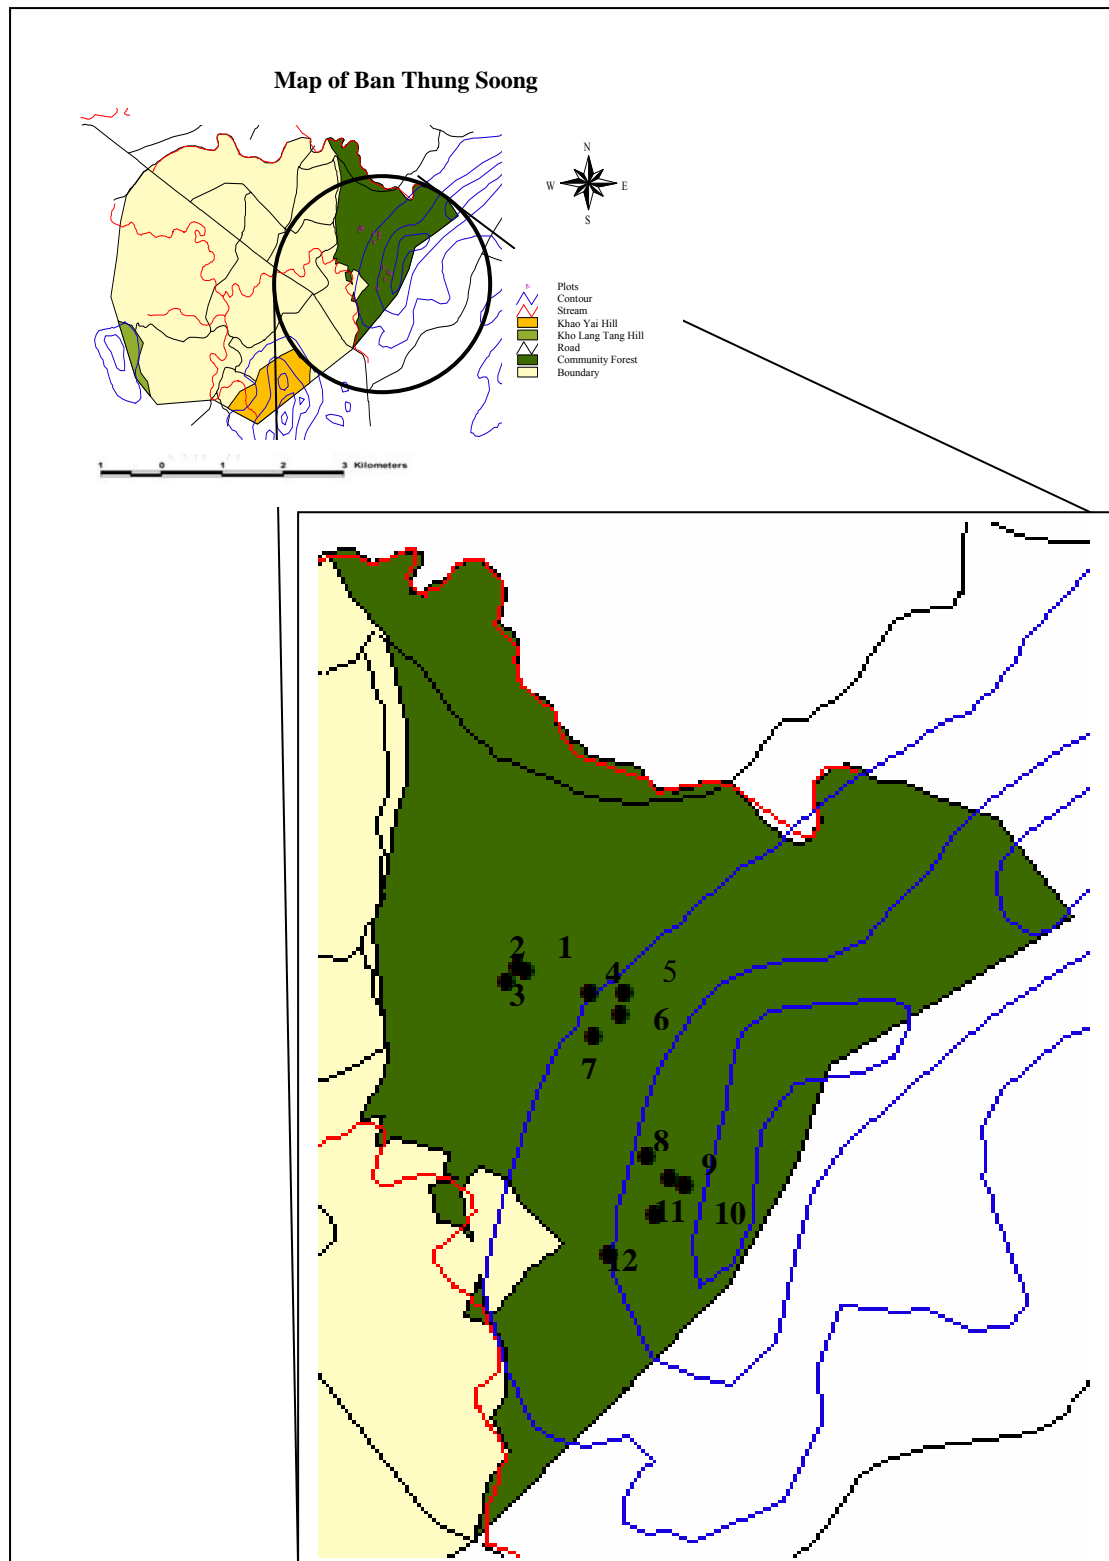 Map of Ban Thung Soong
N
W E
S
Plots
Contour
Stream
Khao Yai Hill
Kho Lang Tang Hill
Road
Community Forest
Boundary
1 0 1 2 3 Kilometers
2 1
3
4 5
6
7
8
9
11 10
12